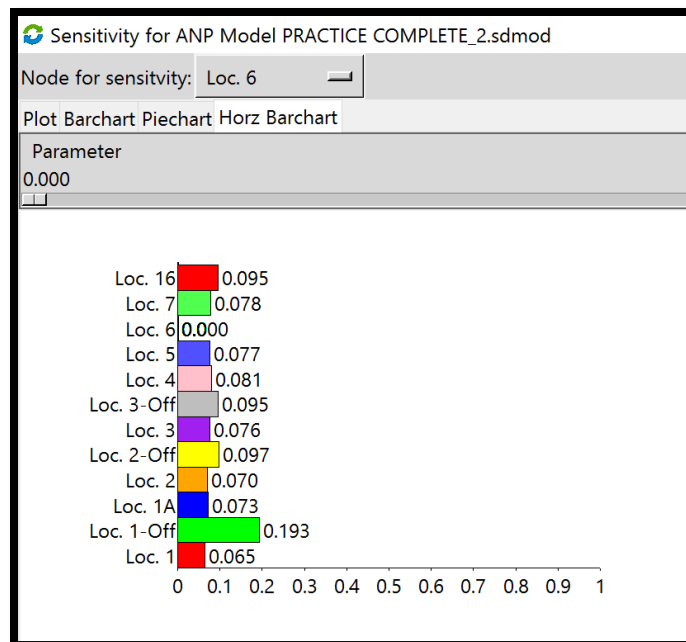 Sensitivity for ANP Model PRACTICE COMPLETE_2.sdmod
Node for sensitvity: Loc. 6
Plot Barchart Piechart Horz Barchart
Parameter
0.000
Loc. 16 0.095
Loc. 7 0.078
Loc. 6 0.000
Loc. 5 0.077
Loc. 4 0.081
Loc. 3-Off 0.095
Loc. 3 0.076
Loc. 2-Off 0.097
Loc. 2 0.070
Loc. 1A 0.073
Loc. 1-Off 0.193
Loc. 1 0.065
0 0.1 0.2 0.3 0.4 0.5 0.6 0.7 0.8 0.9 1